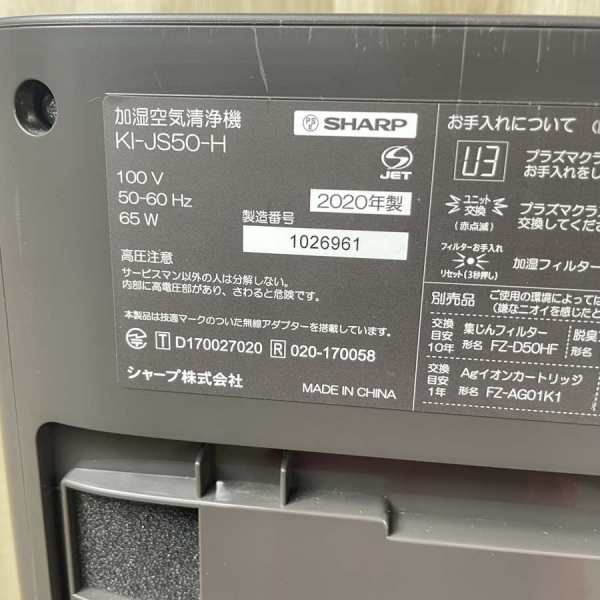 加湿空気清浄機
KI-JS50-H
PS E SHARP
JET
100 V
50-60 Hz
65 W
2020年製
製造番号
1026961
高圧注意
サービスマン以外の人は分解しない。
内部に高電圧部があり、さわると危険です。
本製品は技適マークのついた無線アダプターを搭載して
T D170027020 R 020-170058
シャープ株式会社
MADE IN CHINA
お手入れについて
U3
プラズマクラ
お手入れをし
ユニット
交換
(赤点滅)
プラズマクラ
交換してくださ
フィルターお手入れ
リセット(3秒押し)
加湿フィルター
別売品
ご使用の環境によっては
(嫌なニオイを感じたと
交換
目安
10年
集じんフィルター
形名 FZ-D50HF
脱臭フ
形名
交換
目安
1年
Agイオンカートリッジ
形名 FZ-AG01K1